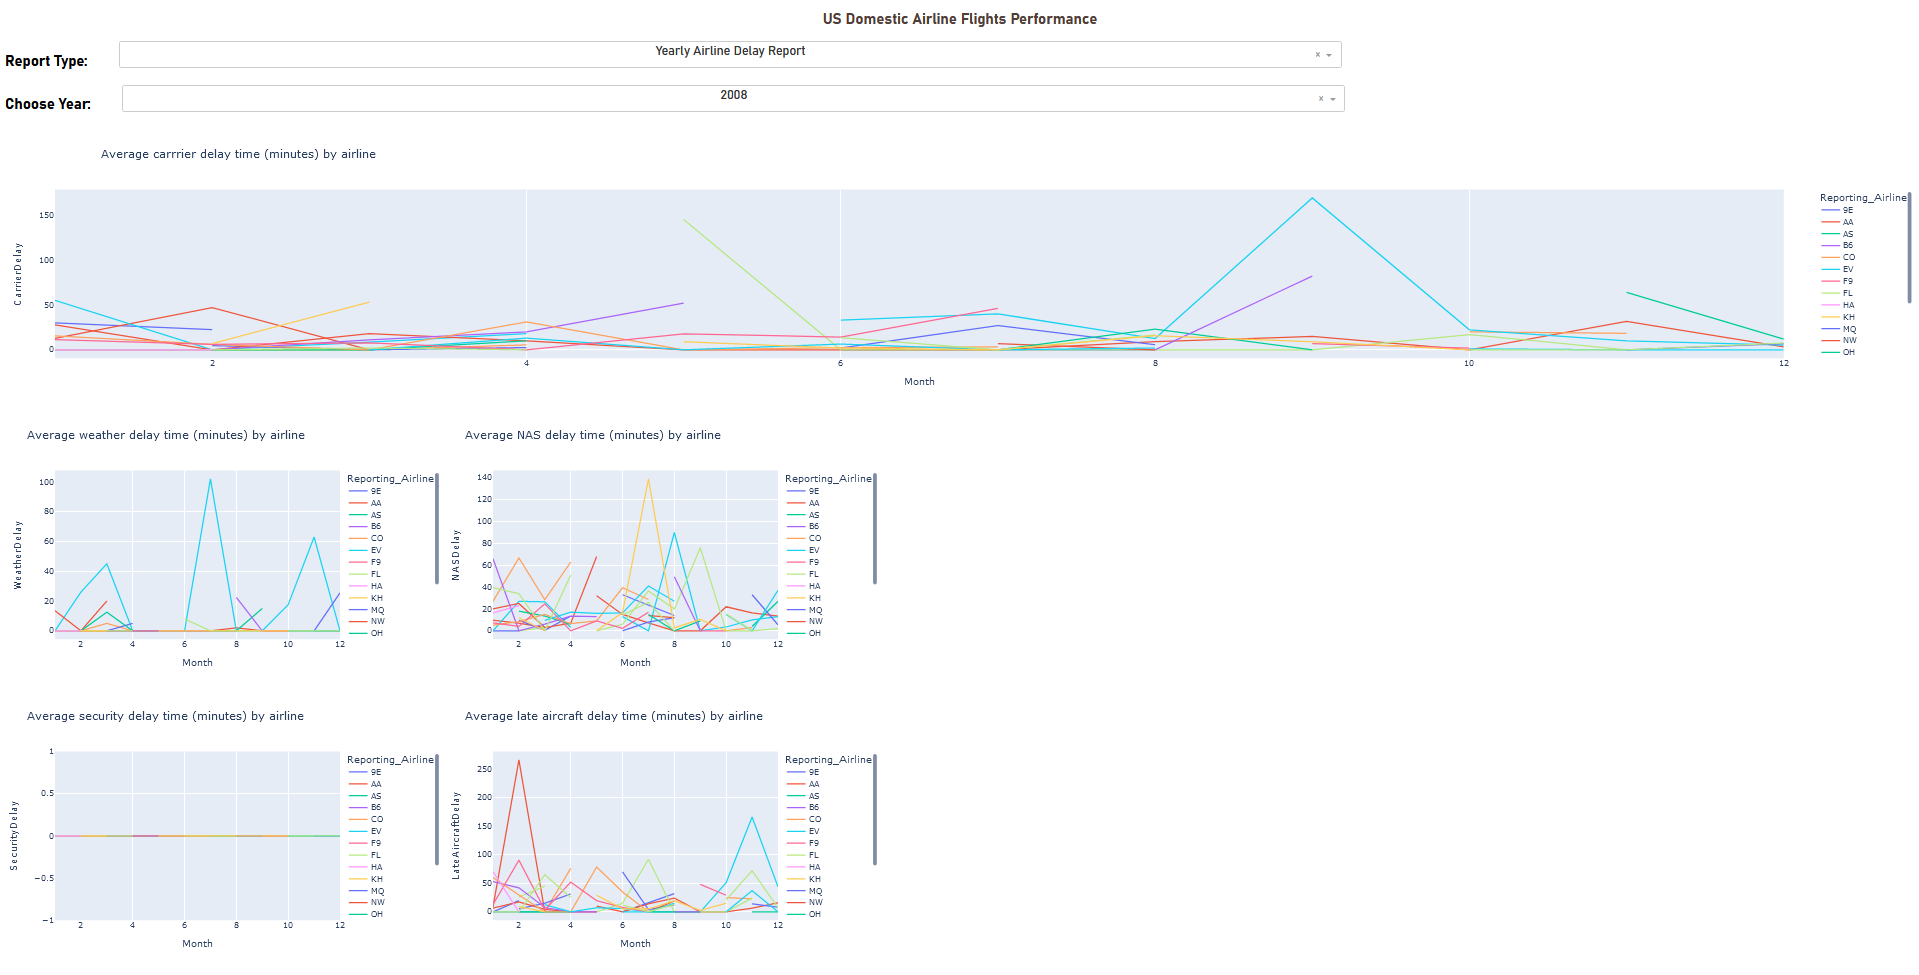 US Domestic Airline Flights Performance
Report Type:
Yearly Airline Delay Report
× 
Choose Year:
2008
×
Average carrrier delay time (minutes) by airline
CarrierDelay
150
100
50
0
2 4 6 8 10 12
Month
Reporting_Airline
9E
AA
AS
B6
CO
EV
F9
FL
HA
KH
MQ
NW
OH
Average weather delay time (minutes) by airline
WeatherDelay
100
80
60
40
20
0
2 4 6 8 10 12
Month
Reporting_Airline
9E
AA
AS
B6
CO
EV
F9
FL
HA
KH
MQ
NW
OH
Average NAS delay time (minutes) by airline
NASDelay
140
120
100
80
60
40
20
0
2 4 6 8 10 12
Month
Reporting_Airline
9E
AA
AS
B6
CO
EV
F9
FL
HA
KH
MQ
NW
OH
Average security delay time (minutes) by airline
SecurityDelay
1
0.5
0
−0.5
−1
2 4 6 8 10 12
Month
Reporting_Airline
9E
AA
AS
B6
CO
EV
F9
FL
HA
KH
MQ
NW
OH
Average late aircraft delay time (minutes) by airline
LateAircraftDelay
250
200
150
100
50
0
2 4 6 8 10 12
Month
Reporting_Airline
9E
AA
AS
B6
CO
EV
F9
FL
HA
KH
MQ
NW
OH